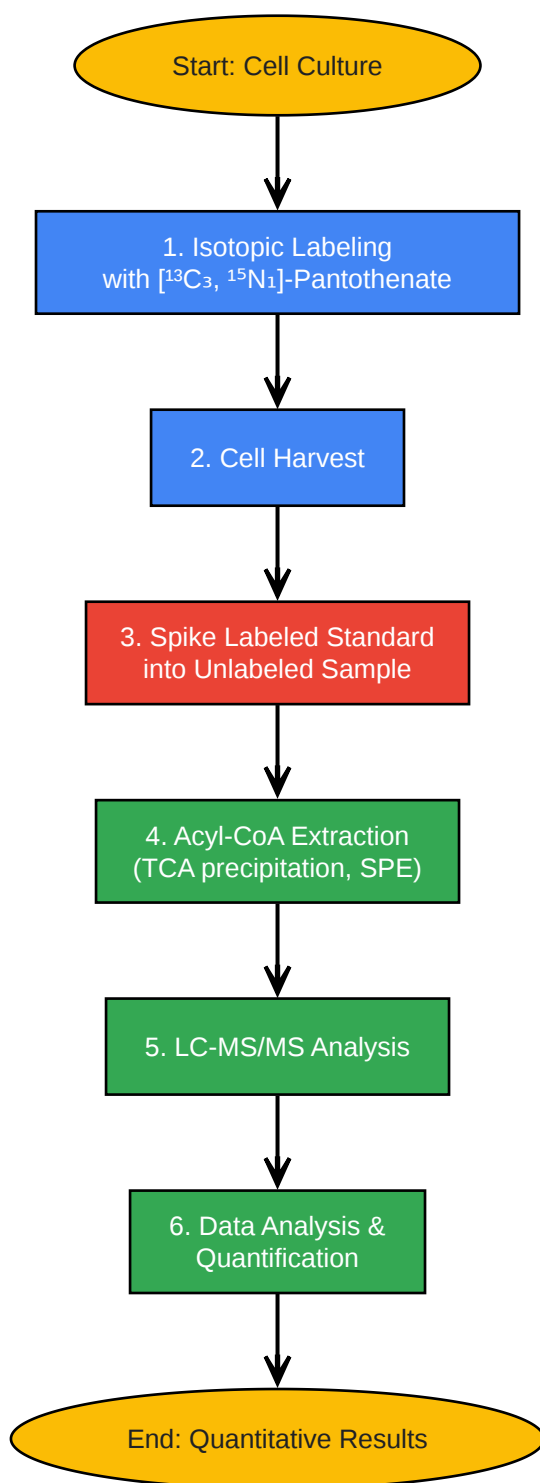 Start: Cell Culture
1. Isotopic Labeling
with [¹³C₃, ¹⁵N₁]-Pantothenate
2. Cell Harvest
3. Spike Labeled Standard
into Unlabeled Sample
4. Acyl-CoA Extraction
(TCA precipitation, SPE)
5. LC-MS/MS Analysis
6. Data Analysis &
Quantification
End: Quantitative Results